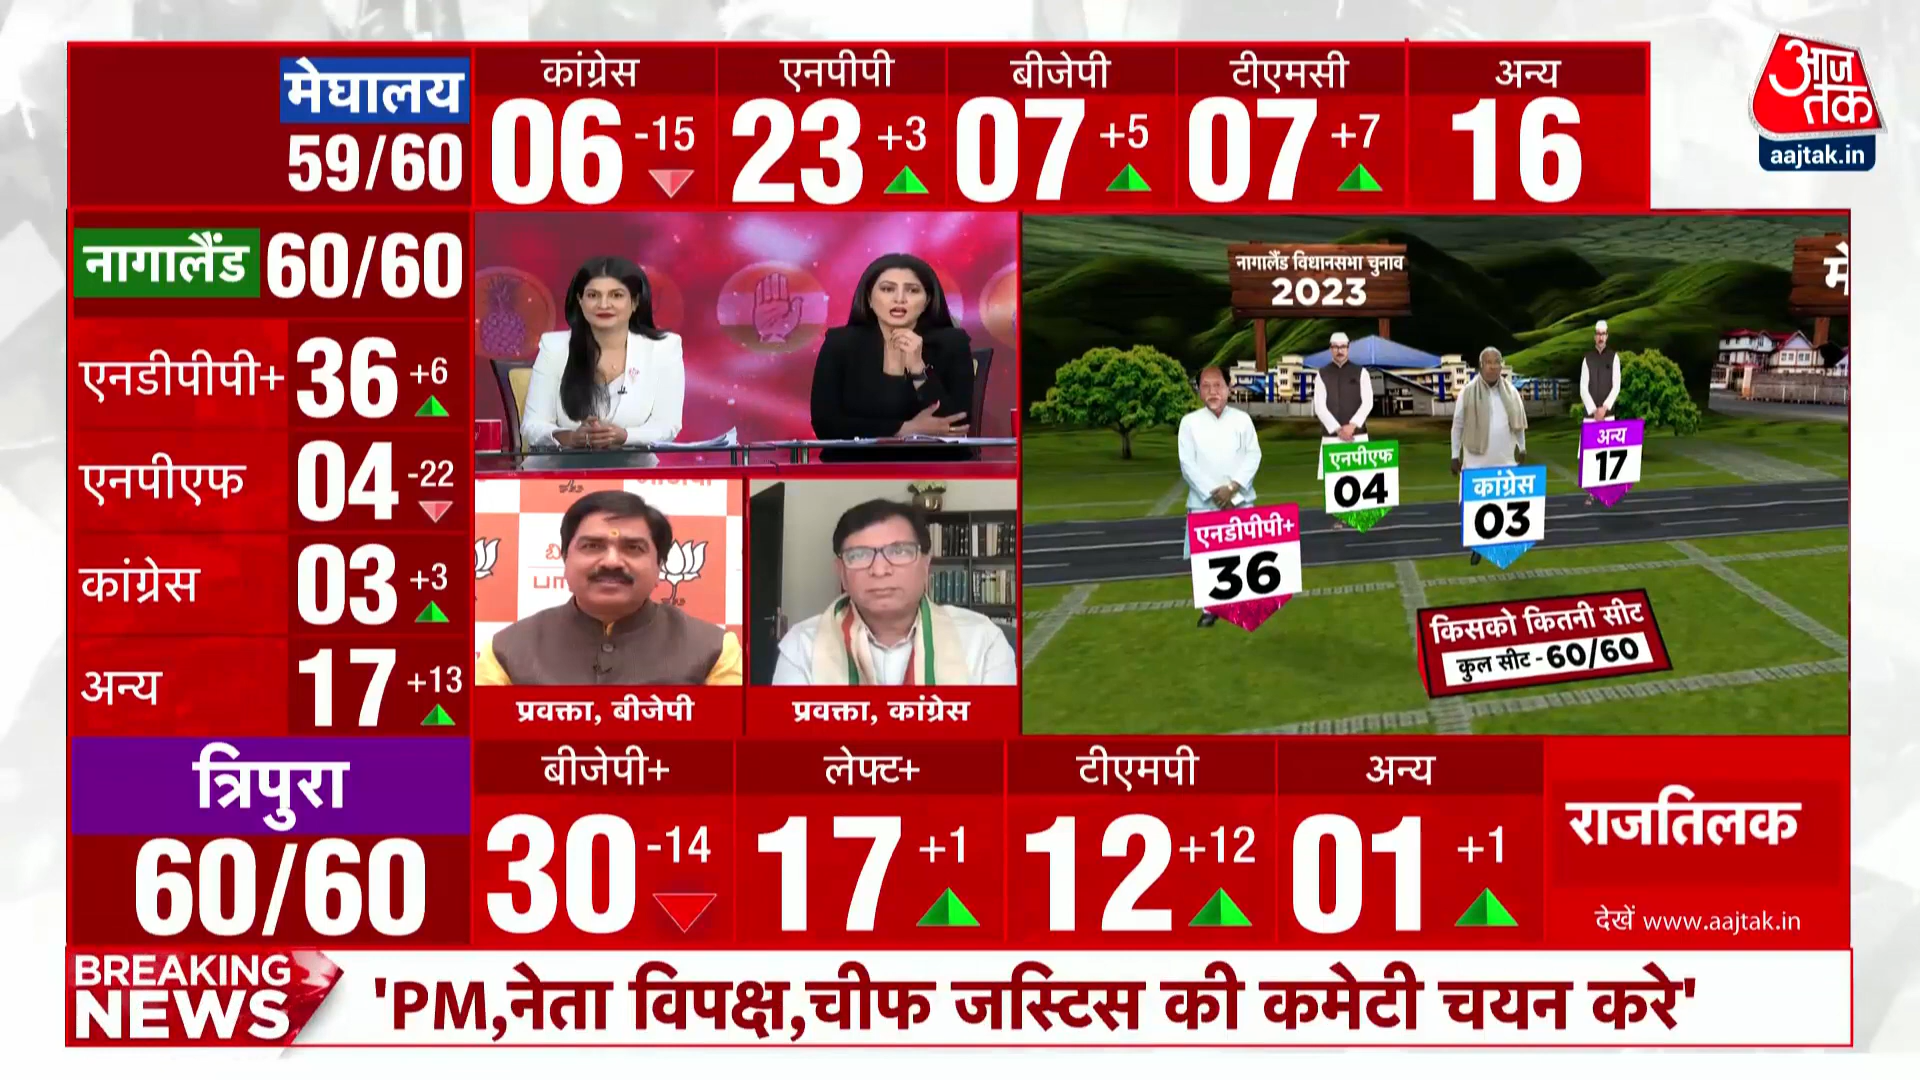 मेघालय
59/60
कांग्रेस
06 -15
एनपीपी
23 +3
बीजेपी
07 +5
टीएमसी
07 +7
अन्य
16
आज तक
aajtak.in
नागालैंड 60/60
एनडीपीपी+ 36 +6
एनपीएफ 04 -22
कांग्रेस 03 +3
अन्य 17 +13
प्रवक्ता, बीजेपी
प्रवक्ता, कांग्रेस
नागालैंड विधानसभा चुनाव
2023
एनडीपीपी+
36
एनपीएफ
04
कांग्रेस
03
अन्य
17
किसको कितनी सीट
कुल सीट - 60/60
त्रिपुरा
60/60
बीजेपी+
30 -14
लेफ्ट+
17 +1
टीएमपी
12 +12
अन्य
01 +1
राजतिलक
देखें www.aajtak.in
BREAKING
NEWS
'PM,नेता विपक्ष,चीफ जस्टिस की कमेटी चयन करे'